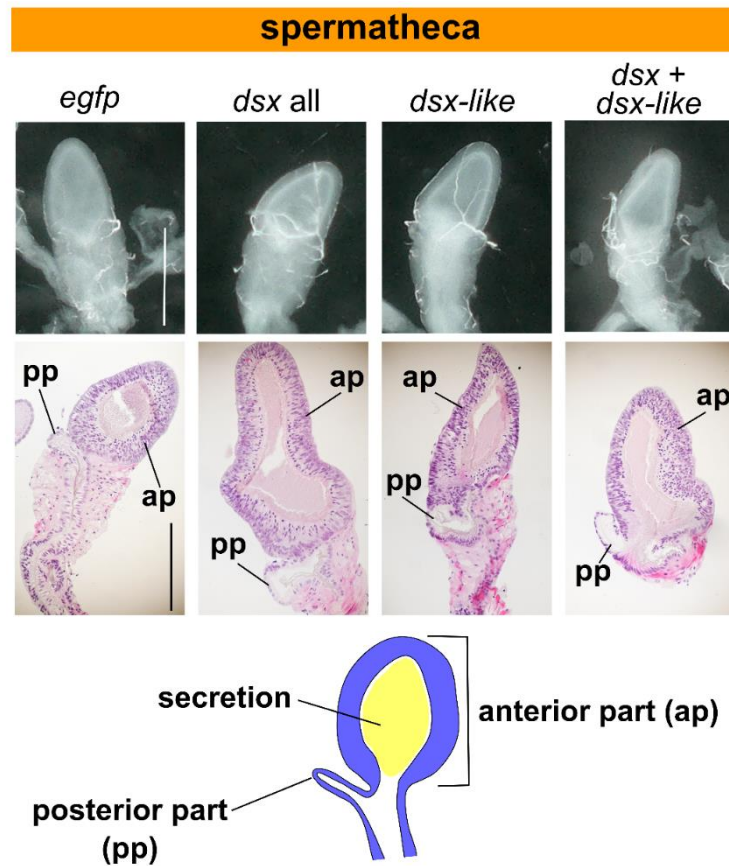 spermatheca
egfp
dsx all
dsx-like
dsx +
dsx-like
pp
ap
ap
pp
ap
pp
ap
pp
secretion
anterior part (ap)
posterior part
(pp)